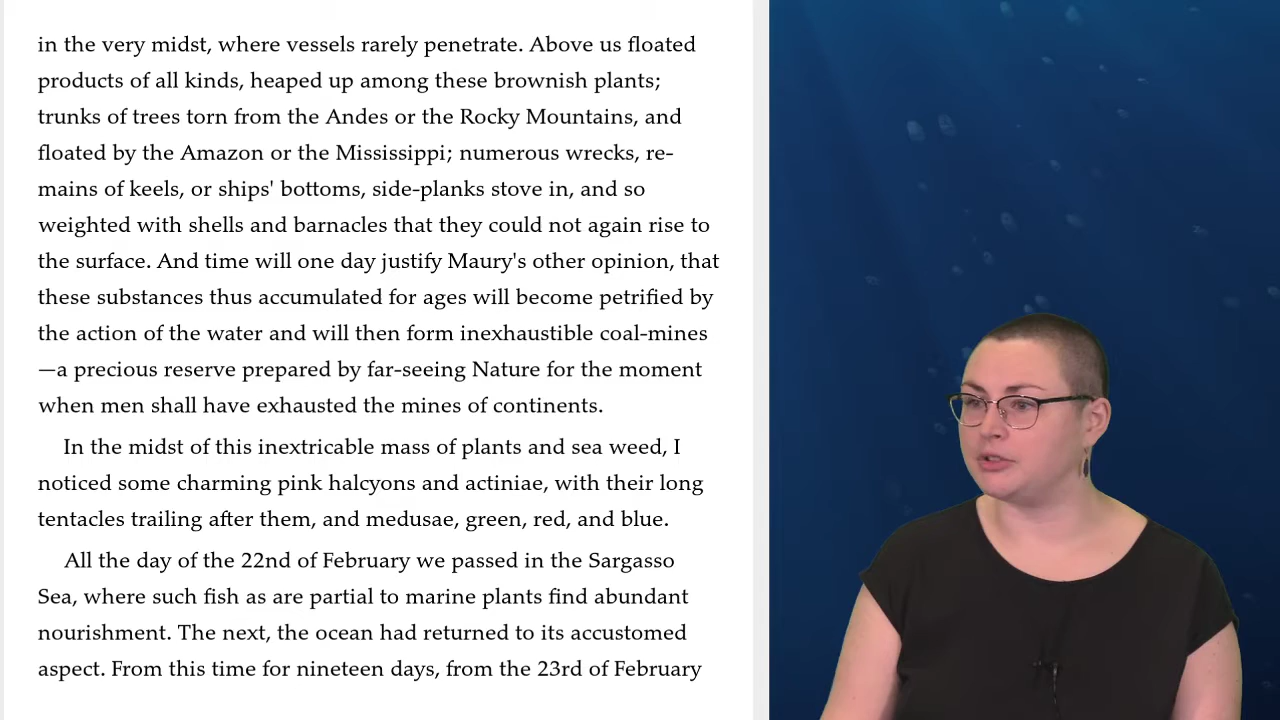 in the very midst, where vessels rarely penetrate. Above us floated
products of all kinds, heaped up among these brownish plants;
trunks of trees torn from the Andes or the Rocky Mountains, and
floated by the Amazon or the Mississippi; numerous wrecks, re-
mains of keels, or ships' bottoms, side-planks stove in, and so
weighted with shells and barnacles that they could not again rise to
the surface. And time will one day justify Maury's other opinion, that
these substances thus accumulated for ages will become petrified by
the action of the water and will then form inexhaustible coal-mines
—a precious reserve prepared by far-seeing Nature for the moment
when men shall have exhausted the mines of continents.
In the midst of this inextricable mass of plants and sea weed, I
noticed some charming pink halcyons and actiniae, with their long
tentacles trailing after them, and medusae, green, red, and blue.
All the day of the 22nd of February we passed in the Sargasso
Sea, where such fish as are partial to marine plants find abundant
nourishment. The next, the ocean had returned to its accustomed
aspect. From this time for nineteen days, from the 23rd of February